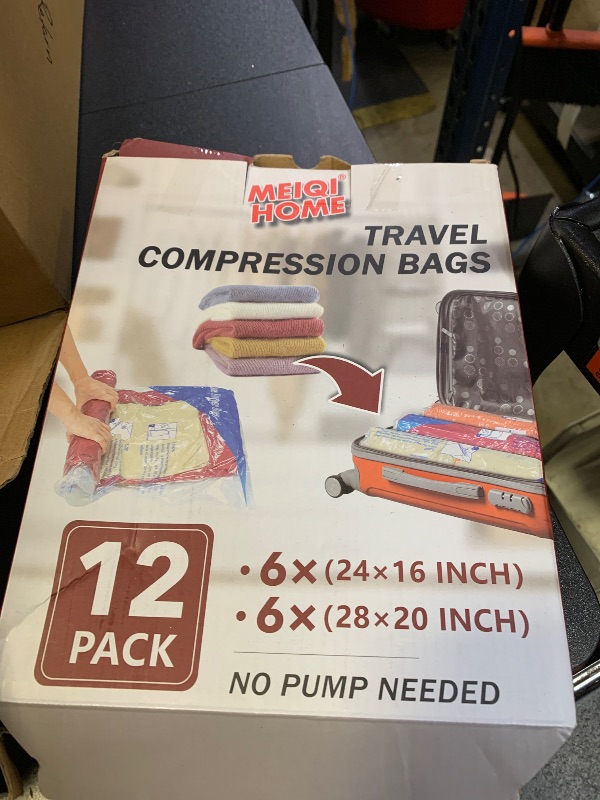 MEIQI®
HOME
TRAVEL
COMPRESSION BAGS
12
PACK
• 6× (24×16 INCH)
• 6× (28×20 INCH)
NO PUMP NEEDED